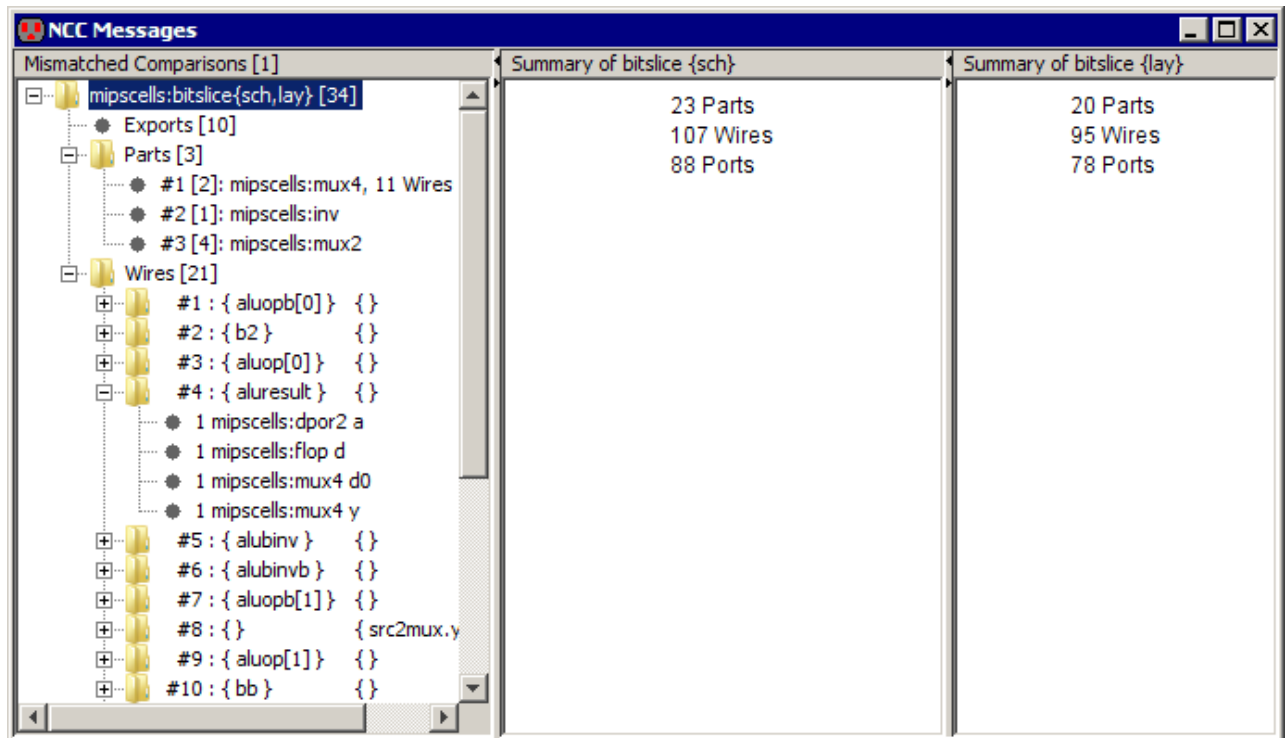 NCC Messages
Mismatched Comparisons [1]
mipscells:bitslice{sch,lay} [34]
Exports [10]
Parts [3]
#1 [2]: mipscells:mux4, 11 Wires
#2 [1]: mipscells:inv
#3 [4]: mipscells:mux2
Wires [21]
#1 : { aluopb[0] } { }
#2 : { b2 } { }
#3 : { aluop[0] } { }
#4 : { aluresult } { }
1 mipscells:dpor2 a
1 mipscells:flop d
1 mipscells:mux4 d0
1 mipscells:mux4 y
#5 : { alubinv } { }
#6 : { alubinvb } { }
#7 : { aluopb[1] } { }
#8 : { } { src2mux.y
#9 : { aluop[1] } { }
#10 : { bb } { }
Summary of bitslice {sch}
23 Parts
107 Wires
88 Ports
Summary of bitslice {lay}
20 Parts
95 Wires
78 Ports